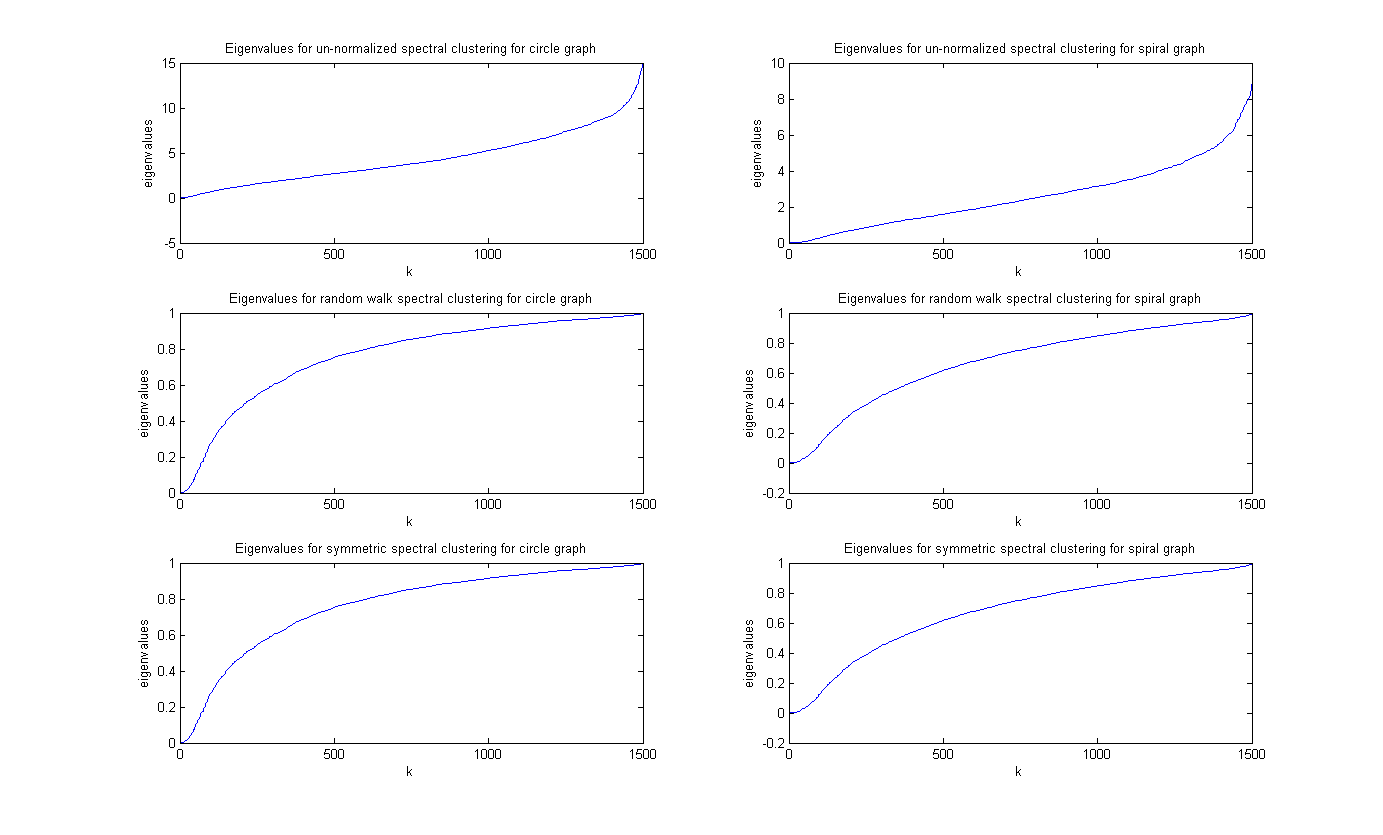 Eigenvalues for un-normalized spectral clustering for circle graph
15
10
5
0
-5
eigenvalues
0 500 1000 1500
k
Eigenvalues for un-normalized spectral clustering for spiral graph
10
8
6
4
2
0
eigenvalues
0 500 1000 1500
k
Eigenvalues for random walk spectral clustering for circle graph
1
0.8
0.6
0.4
0.2
0
eigenvalues
0 500 1000 1500
k
Eigenvalues for random walk spectral clustering for spiral graph
1
0.8
0.6
0.4
0.2
0
-0.2
eigenvalues
0 500 1000 1500
k
Eigenvalues for symmetric spectral clustering for circle graph
1
0.8
0.6
0.4
0.2
0
eigenvalues
0 500 1000 1500
k
Eigenvalues for symmetric spectral clustering for spiral graph
1
0.8
0.6
0.4
0.2
0
-0.2
eigenvalues
0 500 1000 1500
k